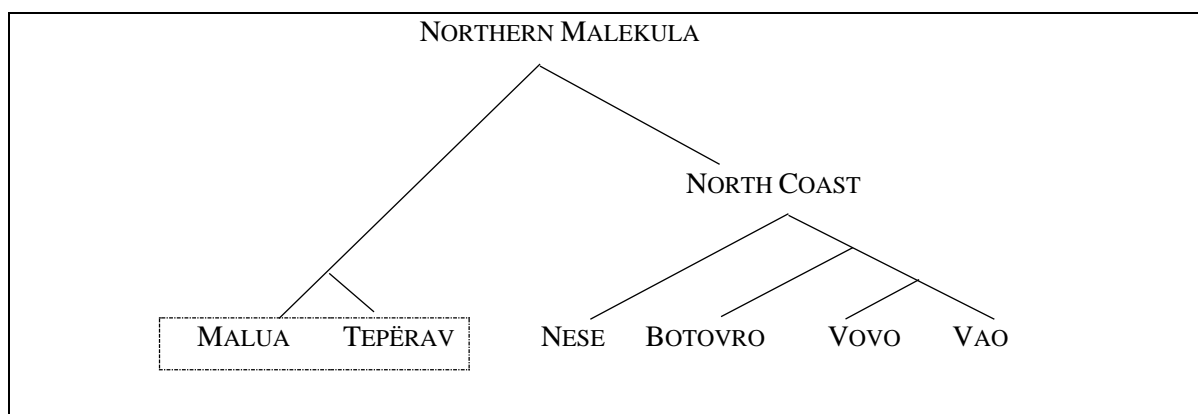 NORTHERN MALEKULA
NORTH COAST
MALUA TEPËRAV NESE BOTOVRO VOVO VAO